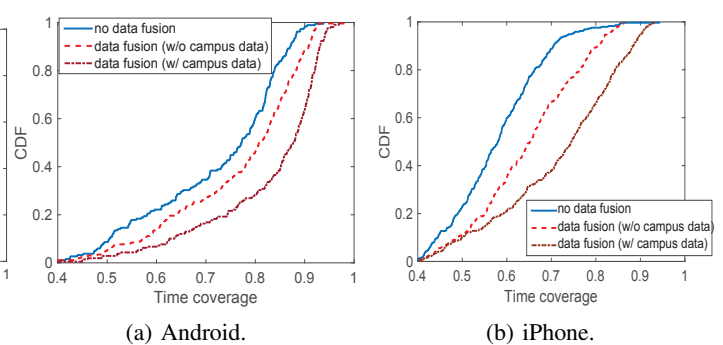 1
no data fusion
data fusion (w/o campus data)
data fusion (w/ campus data)
1
0.8
0.6
0.4
0.2
0
CDF
0.4
0.5
0.6
0.7
0.8
0.9
1
Time coverage
(a) Android.
1
0.8
0.6
0.4
0.2
0
CDF
no data fusion
data fusion (w/o campus data)
data fusion (w/ campus data)
0.4
0.5
0.6
0.7
0.8
0.9
1
Time coverage
(b) iPhone.